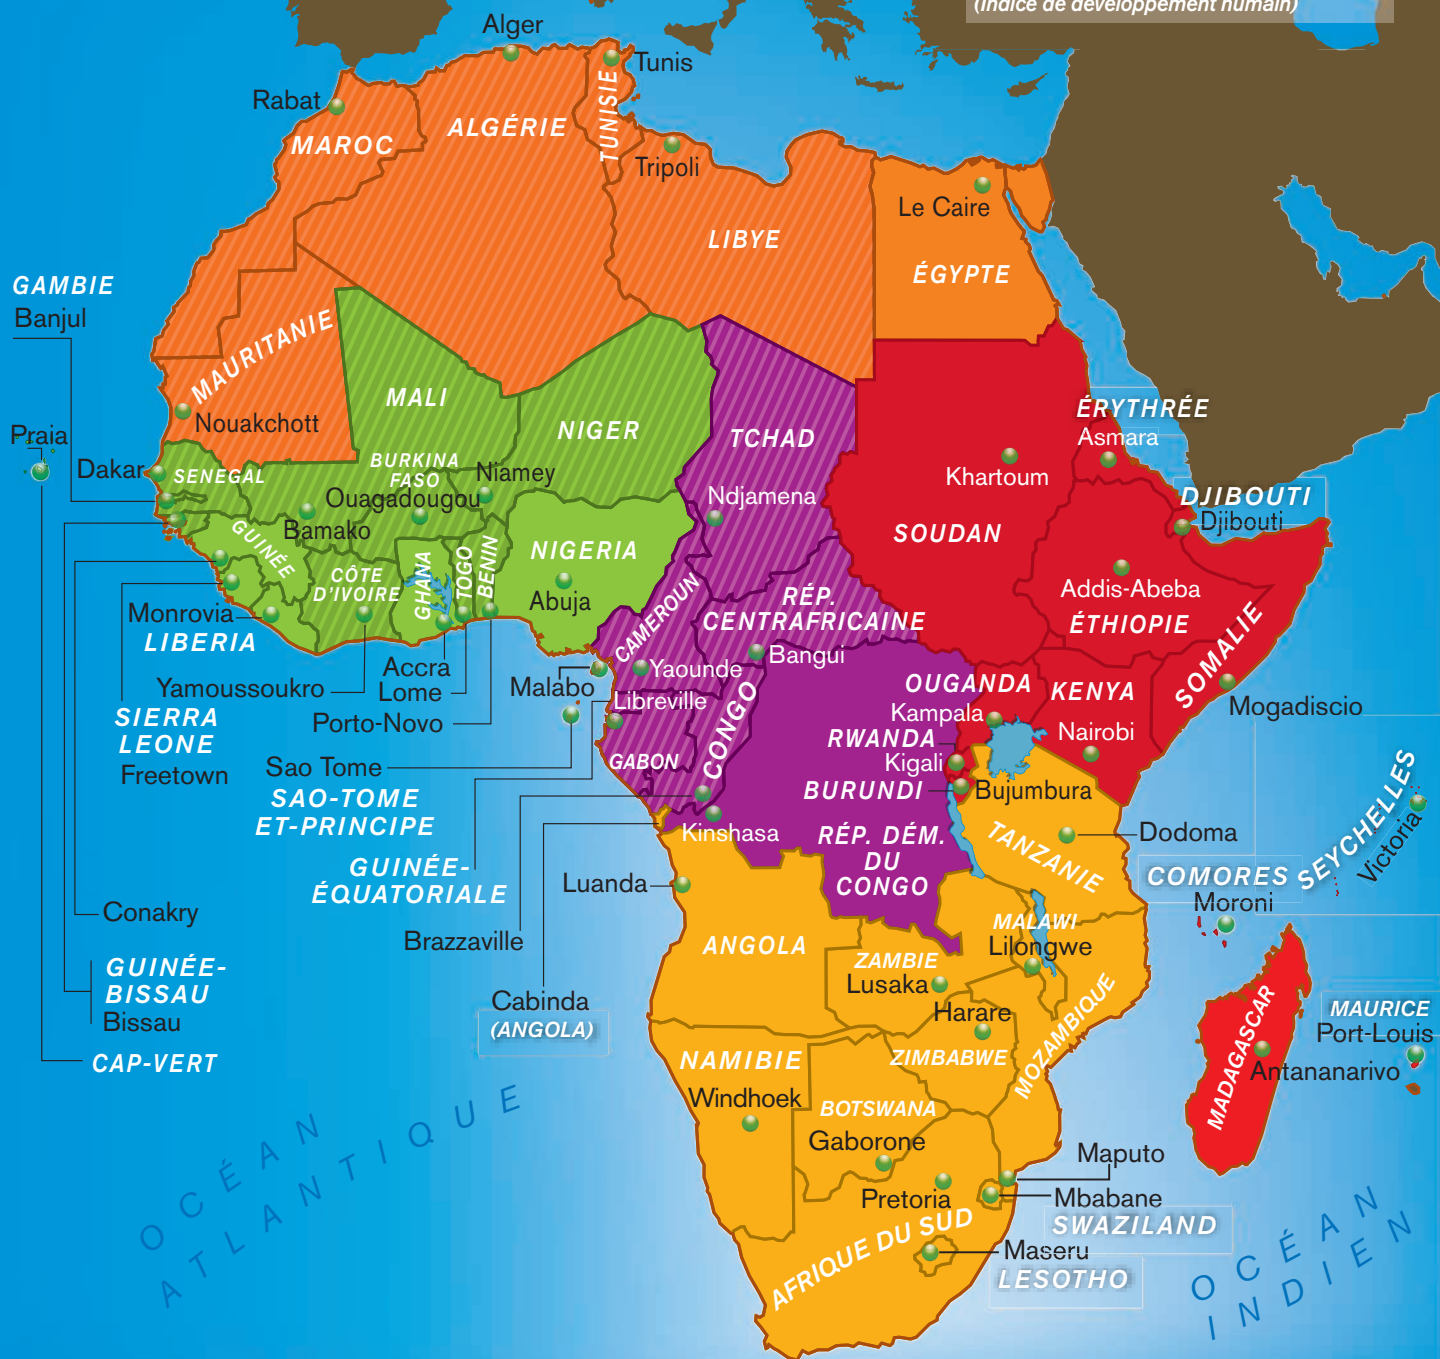 (Indice de développement humain)
Alger
Tunis
Rabat
MAROC
ALGÉRIE
TUNISIE
Tripoli
LIBYE
Le Caire
ÉGYPTE
GAMBIE
Banjul
MAURITANIE
Nouakchott
MALI
NIGER
TCHAD
ÉRYTHRÉE
Asmara
Praia
Dakar
SENEGAL
BURKINA
FASO
Niamey
Ouagadougou
Bamako
Ndjamena
Khartoum
SOUDAN
DJIBOUTI
Djibouti
GUINÉE
CÔTE
D'IVOIRE
GHANA
TOGO
BENIN
NIGERIA
Abuja
CAMEROUN
RÉP.
CENTRAFRICAINE
Addis-Abeba
ÉTHIOPIE
SOMALIE
Monrovia
LIBERIA
Accra
Yamoussoukro
Lome
Porto-Novo
Malabo
Yaounde
Bangui
Libreville
CONGO
GABON
OUGANDA
Kampala
KENYA
Nairobi
Mogadiscio
SIERRA
LEONE
Freetown
RWANDA
Kigali
BURUNDI
Bujumbura
Sao Tome
SAO-TOME
ET-PRINCIPE
Kinshasa
RÉP. DÉM.
DU
CONGO
TANZANIE
Dodoma
SEYCHELLES
Victoria
GUINÉE-
ÉQUATORIALE
Luanda
COMORES
Moroni
Conakry
Brazzaville
ANGOLA
MALAWI
Lilongwe
ZAMBIE
Lusaka
GUINÉE-
BISSAU
Bissau
Cabinda
(ANGOLA)
Harare
MOZAMBIQUE
MADAGASCAR
Antananarivo
MAURICE
Port-Louis
CAP-VERT
NAMIBIE
Windhoek
ZIMBABWE
BOTSWANA
Gaborone
Maputo
Pretoria
Mbabane
SWAZILAND
AFRIQUE DU SUD
Maseru
LESOTHO
OCÉAN
ATLANTIQUE
OCÉAN
INDIEN